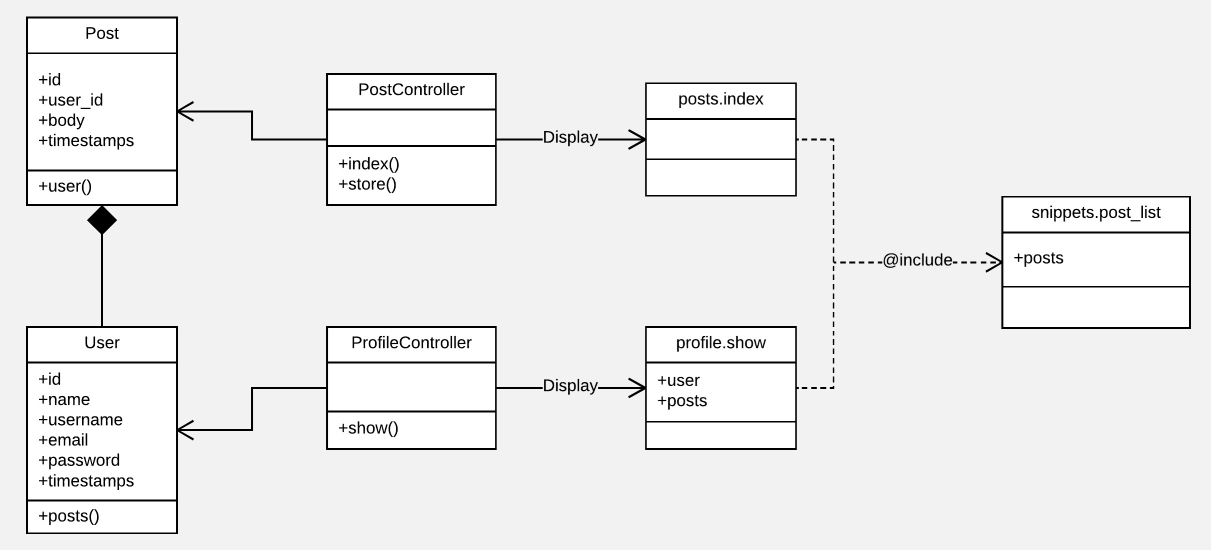 Post
+id
+user_id
+body
+timestamps
+user()
PostController
+index()
+store()
Display
posts.index
snippets.post_list
+posts
@include
User
+id
+name
+username
+email
+password
+timestamps
+posts()
ProfileController
+show()
Display
profile.show
+user
+posts